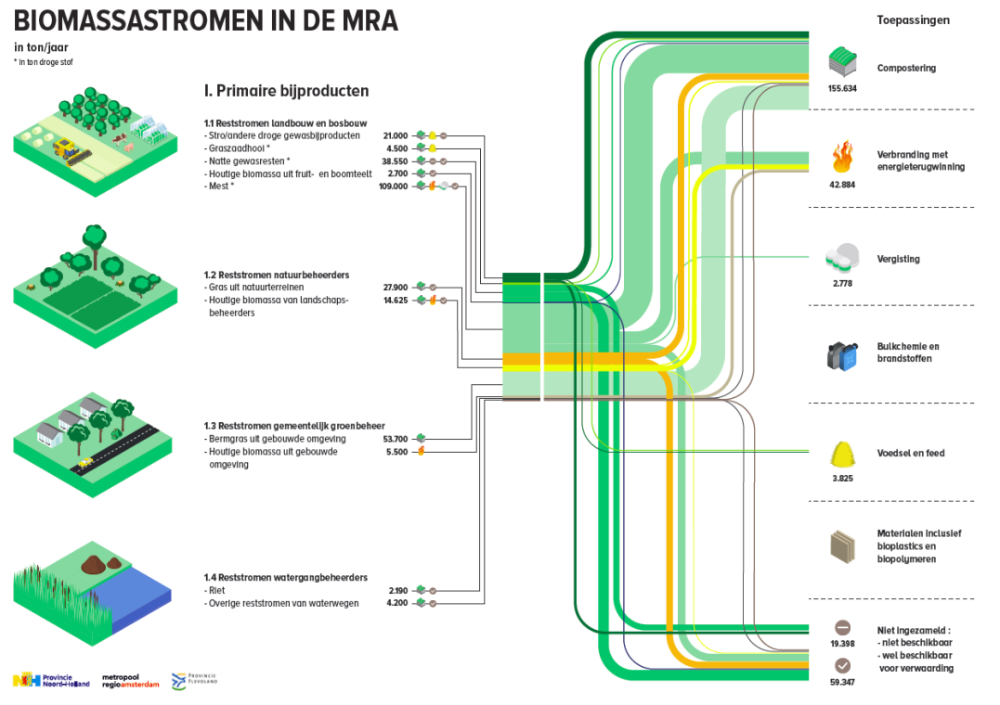 BIOMASSASTROMEN IN DE MRA
in ton/jaar
* In ton droge stof
I. Primaire bijproducten
1.1 Reststromen landbouw en bosbouw
- Stro/andere droge gewasbijproducten 21.000
- Graszaadhooi * 4.500
- Natte gewasresten * 38.550
- Houtige biomassa uit fruit- en boomteelt 2.700
- Mest * 109.000
1.2 Reststromen natuurbeheerders
- Gras uit natuurterreinen 27.900
- Houtige biomassa van landschaps- 14.625
beheerders
1.3 Reststromen gemeentelijk groenbeheer
- Bermgras uit gebouwde omgeving 53.700
- Houtige biomassa uit gebouwde 5.500
omgeving
1.4 Reststromen watergangbeheerders
- Riet 2.190
- Overige reststromen van waterwegen 4.200
Toepassingen
Compostering
155.634
Verbranding met
energieterugwinning
42.884
Vergisting
2.778
Bulkchemie en
brandstoffen
Voedsel en feed
3.825
Materialen inclusief
bioplastics en
biopolymeren
Niet ingezameld :
19.398
- niet beschikbaar
- wel beschikbaar
voor verwaarding
59.347
NH Provincie
Noord-Holland
metropool
regioamsterdam
PROVINCIE
FLEVOLAND